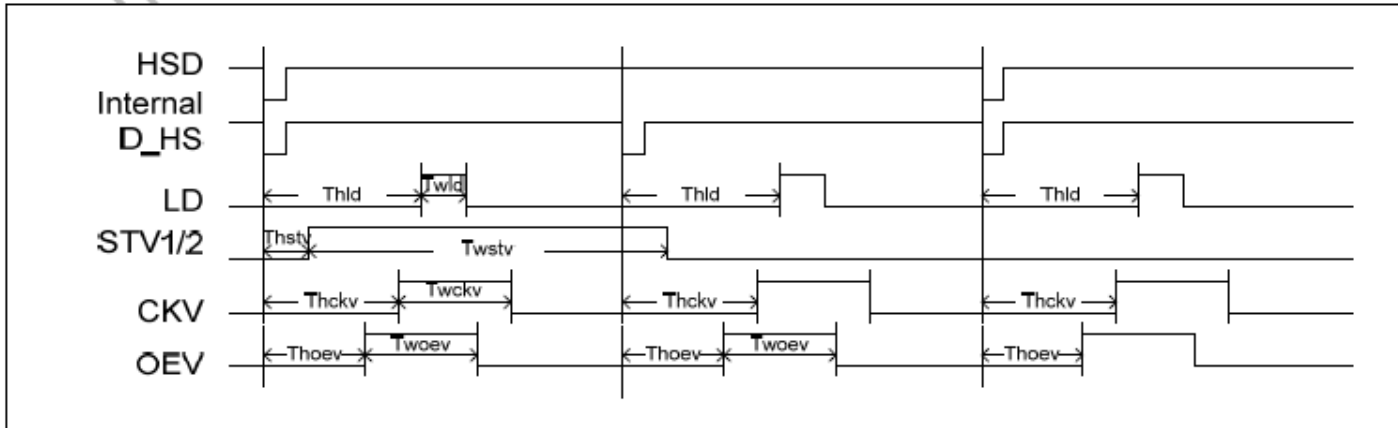 HSD
Internal
D_HS
LD Thld Twld Thld Thld
STV1/2 Thstv Twstv
CKV Thckv Twckv Thckv Thckv
OEV Thoev Twoev Thoev Twoev Thoev